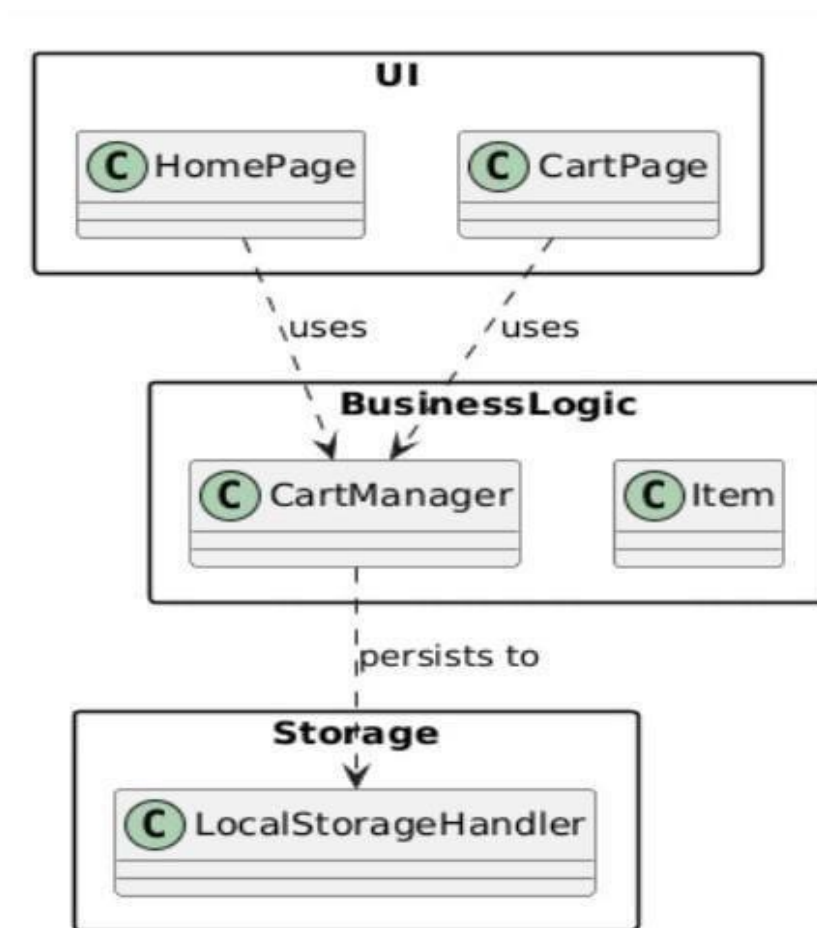 UI
C HomePage
C CartPage
uses
uses
BusinessLogic
C CartManager
C Item
persists to
Storage
C LocalStorageHandler